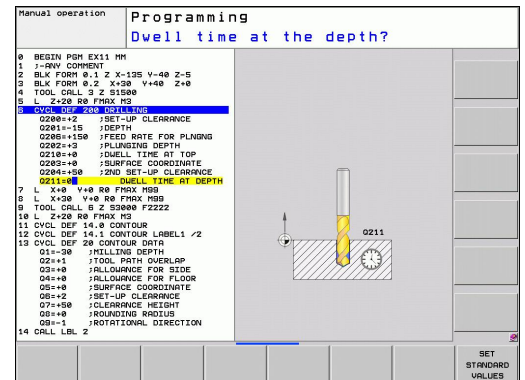 Manual operation
Programming
Dwell time at the depth?
0 BEGIN PGM EX11 MM
1 ;-ANY COMMENT
2 BLK FORM 0.1 Z X-135 Y-40 Z-5
3 BLK FORM 0.2 X+30 Y+40 Z+0
4 TOOL CALL 3 Z S1500
5 L Z+20 R0 FMAX M3
6 CYCL DEF 200 DRILLING
Q200=+2 ;SET-UP CLEARANCE
Q201=-15 ;DEPTH
Q206=+150 ;FEED RATE FOR PLNGNG
Q202=+3 ;PLUNGING DEPTH
Q210=+0 ;DWELL TIME AT TOP
Q203=+0 ;SURFACE COORDINATE
Q204=+50 ;2ND SET-UP CLEARANCE
Q211=0 DWELL TIME AT DEPTH
7 L X+0 Y+0 R0 FMAX M99
8 L X+30 Y+0 R0 FMAX M99
9 TOOL CALL 6 Z S3000 F2222
10 L Z+20 R0 FMAX M3
11 CYCL DEF 14.0 CONTOUR
12 CYCL DEF 14.1 CONTOUR LABEL1 /2
13 CYCL DEF 20 CONTOUR DATA
Q1=-30 ;MILLING DEPTH
Q2=+1 ;TOOL PATH OVERLAP
Q3=+0 ;ALLOWANCE FOR SIDE
Q4=+0 ;ALLOWANCE FOR FLOOR
Q5=+0 ;SURFACE COORDINATE
Q6=+2 ;SET-UP CLEARANCE
Q7=+50 ;CLEARANCE HEIGHT
Q8=+0 ;ROUNDING RADIUS
Q9=-1 ;ROTATIONAL DIRECTION
14 CALL LBL 2
Q211
SET
STANDARD
VALUES